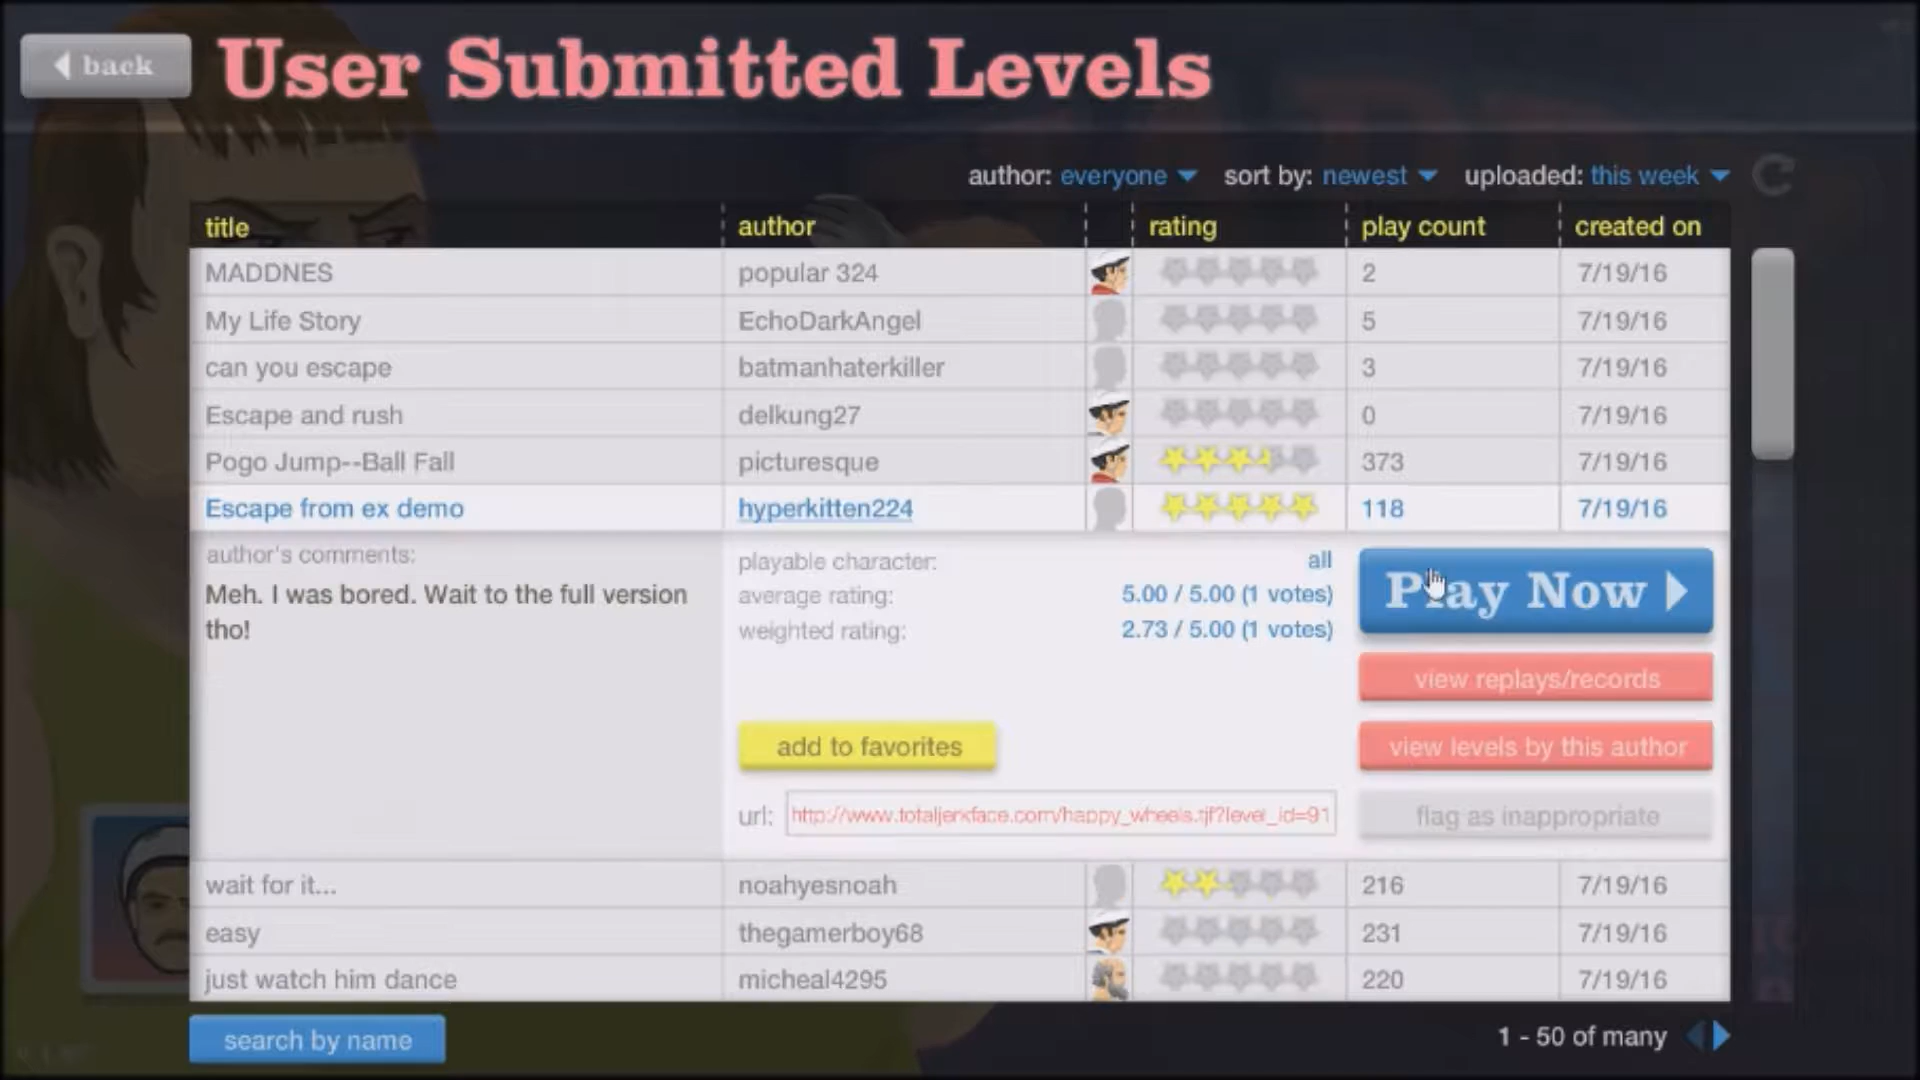 back
User Submitted Levels
author: everyone sort by: newest uploaded: this week
title author rating play count created on
MADDNES popular 324 2 7/19/16
My Life Story EchoDarkAngel 5 7/19/16
can you escape batmanhaterkiller 3 7/19/16
Escape and rush delkung27 0 7/19/16
Pogo Jump--Ball Fall picturesque 373 7/19/16
Escape from ex demo hyperkitten224 118 7/19/16
author's comments:
Meh. I was bored. Wait to the full version
tho!
playable character: all
average rating: 5.00 / 5.00 (1 votes)
weighted rating: 2.73 / 5.00 (1 votes)
Play Now
view replays/records
add to favorites
view levels by this author
url: http://www.totaljerkface.com/happy_wheels.tjf?level_id=91
flag as inappropriate
wait for it... noahyesnoah 216 7/19/16
easy thegamerboy68 231 7/19/16
just watch him dance micheal4295 220 7/19/16
search by name
1 - 50 of many